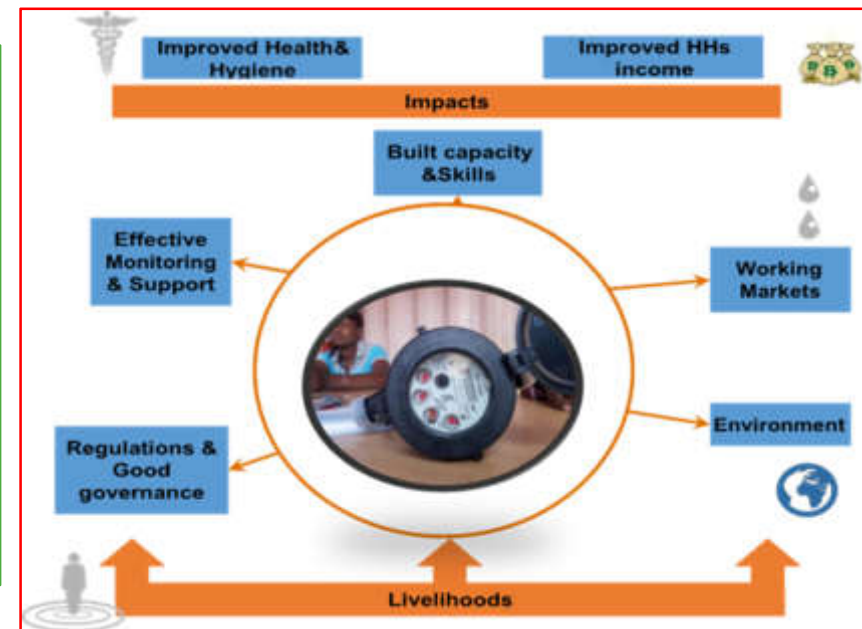 Improved Health&
Hygiene
Improved HHs
income
Impacts
Built capacity
&Skills
Effective
Monitoring
& Support
Working
Markets
Regulations &
Good
governance
Environment
Livelihoods